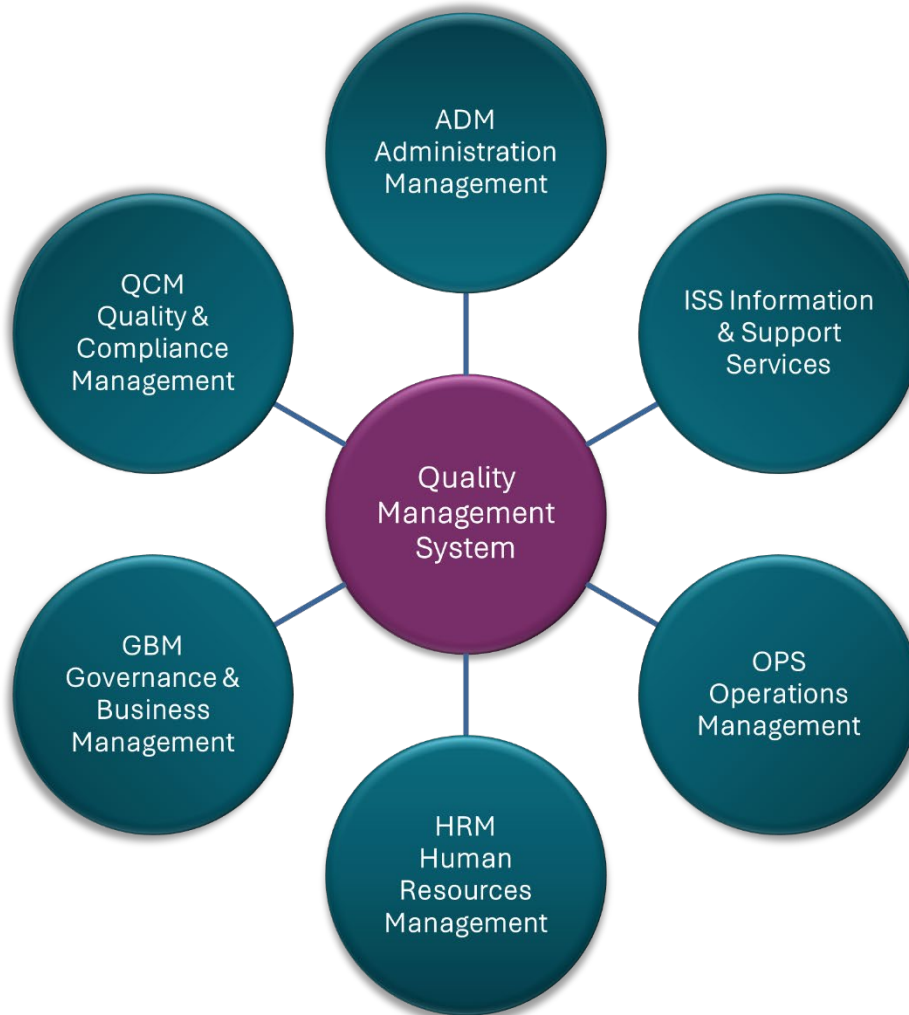 ADM
Administration
Management
QCM
Quality &
Compliance
Management
ISS Information
& Support
Services
Quality
Management
System
GBM
Governance &
Business
Management
OPS
Operations
Management
HRM
Human
Resources
Management